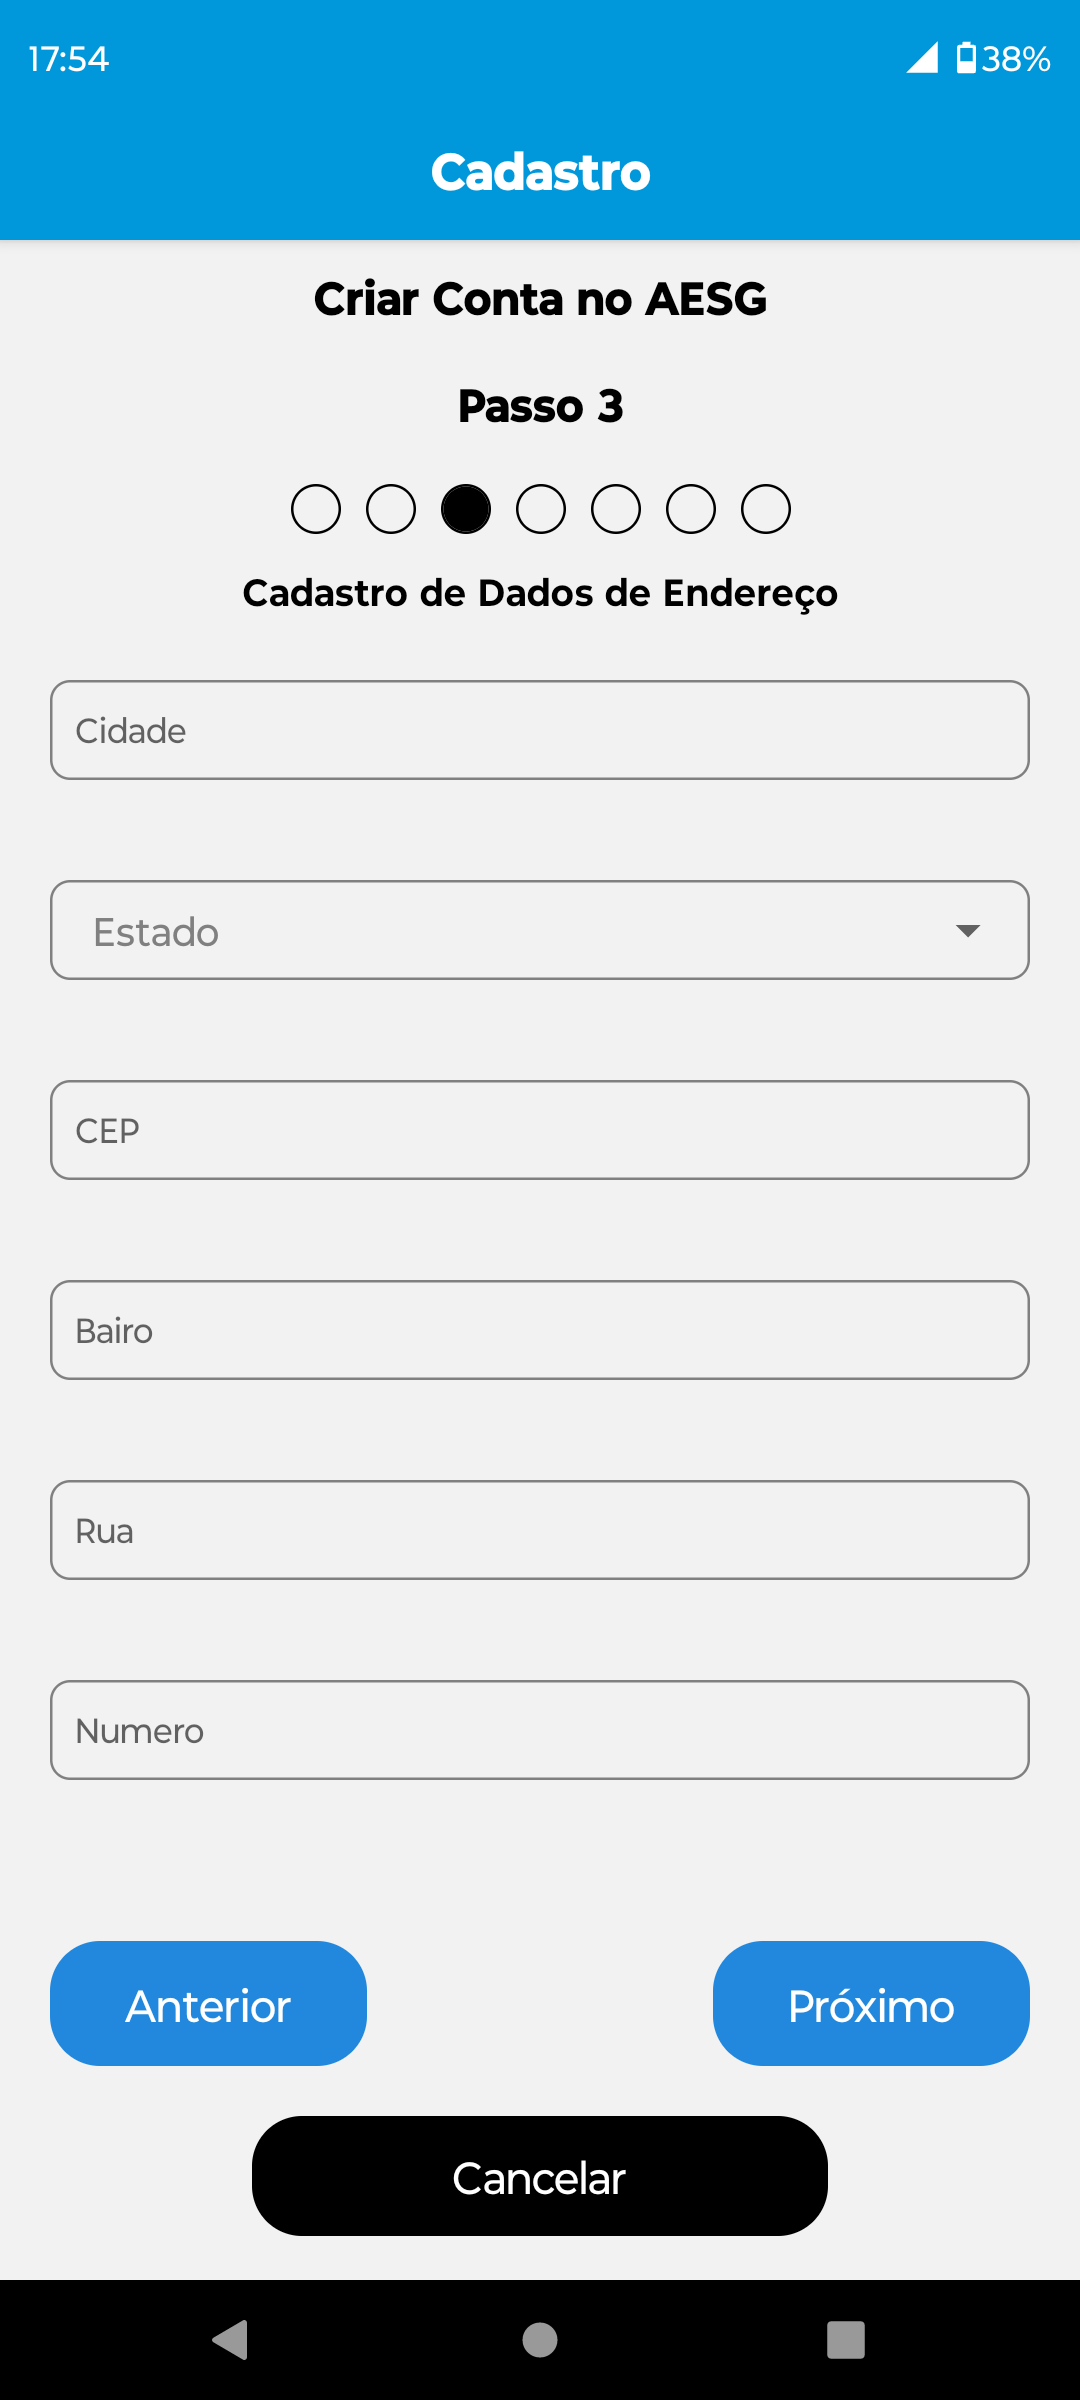 17:54 38%
Cadastro
Criar Conta no AESG
Passo 3
Cadastro de Dados de Endereço
Cidade
Estado
CEP
Bairo
Rua
Numero
Anterior Próximo
Cancelar